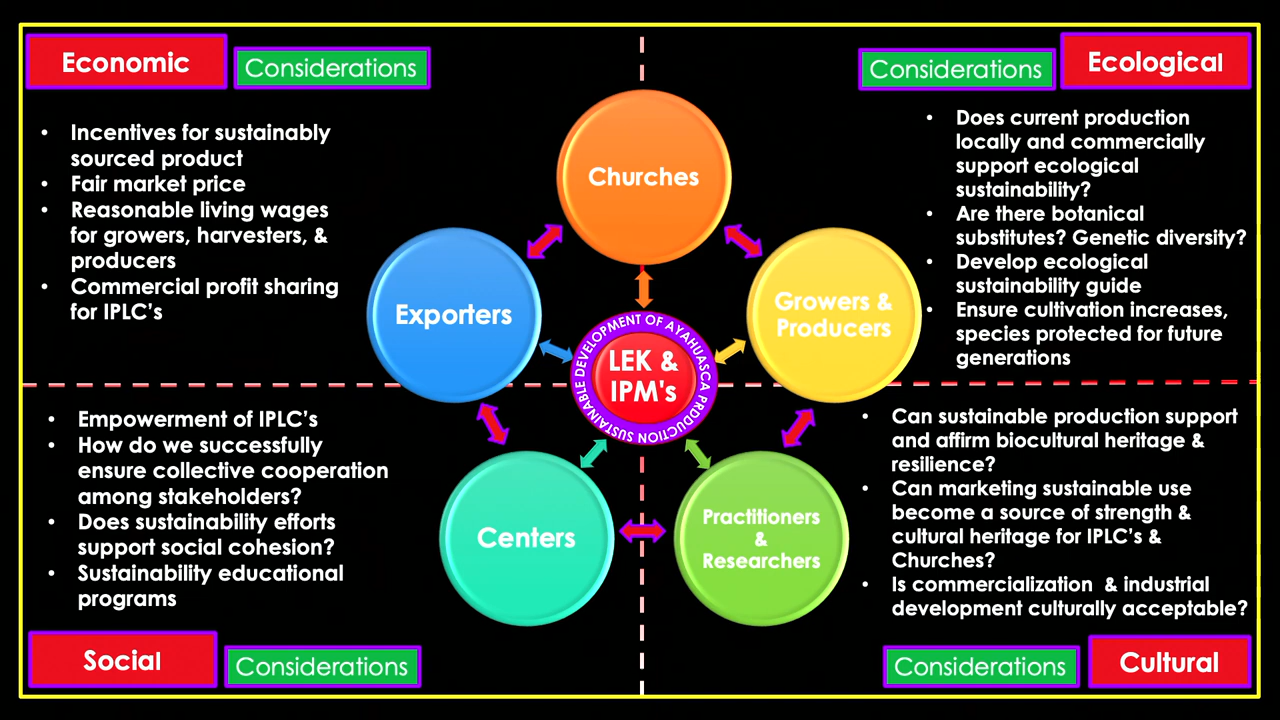 Economic
Considerations
• Incentives for sustainably
sourced product
• Fair market price
• Reasonable living wages
for growers, harvesters, &
producers
• Commercial profit sharing
for IPLC's
Considerations
Ecological
• Does current production
locally and commercially
support ecological
sustainability?
• Are there botanical
substitutes? Genetic diversity?
• Develop ecological
sustainability guide
• Ensure cultivation increases,
species protected for future
generations
Churches
Exporters
Growers &
Producers
SUSTAINABLE DEVELOPMENT OF AYAHUASCA PRDUCTION
LEK &
IPM's
Centers
Practitioners
&
Researchers
• Empowerment of IPLC's
• How do we successfully
ensure collective cooperation
among stakeholders?
• Does sustainability efforts
support social cohesion?
• Sustainability educational
programs
Social
Considerations
• Can sustainable production support
and affirm biocultural heritage &
resilience?
• Can marketing sustainable use
become a source of strength &
cultural heritage for IPLC's &
Churches?
• Is commercialization & industrial
development culturally acceptable?
Considerations
Cultural